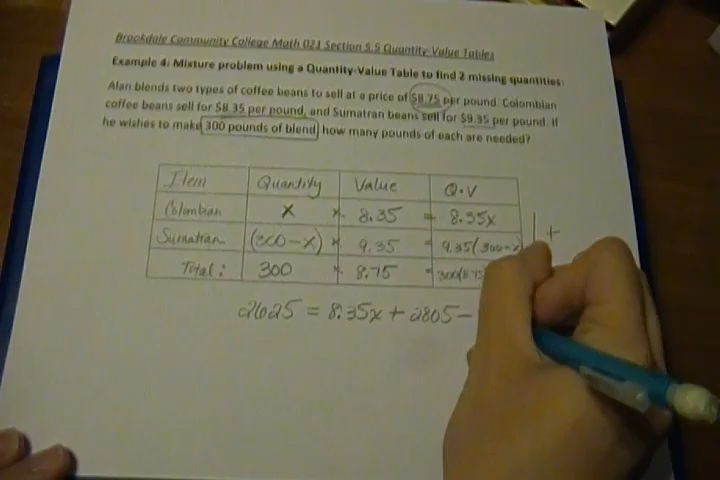 Brookdale Community College Math 021 Section 5.5 Quantity-Value Tables
Example 4: Mixture problem using a Quantity-Value Table to find 2 missing quantities:
Alan blends two types of coffee beans to sell at a price of $8.75 per pound. Colombian
coffee beans sell for $8.35 per pound, and Sumatran beans sell for $9.35 per pound. If
he wishes to make 300 pounds of blend, how many pounds of each are needed?
Item Quantity Value Q·V
Colombian x × 8.35 = 8.35x
Sumatran (300-x) × 9.35 = 9.35(300-x) +
Total: 300 × 8.75 = 300(8.75
2625 = 8.35x + 2805 -